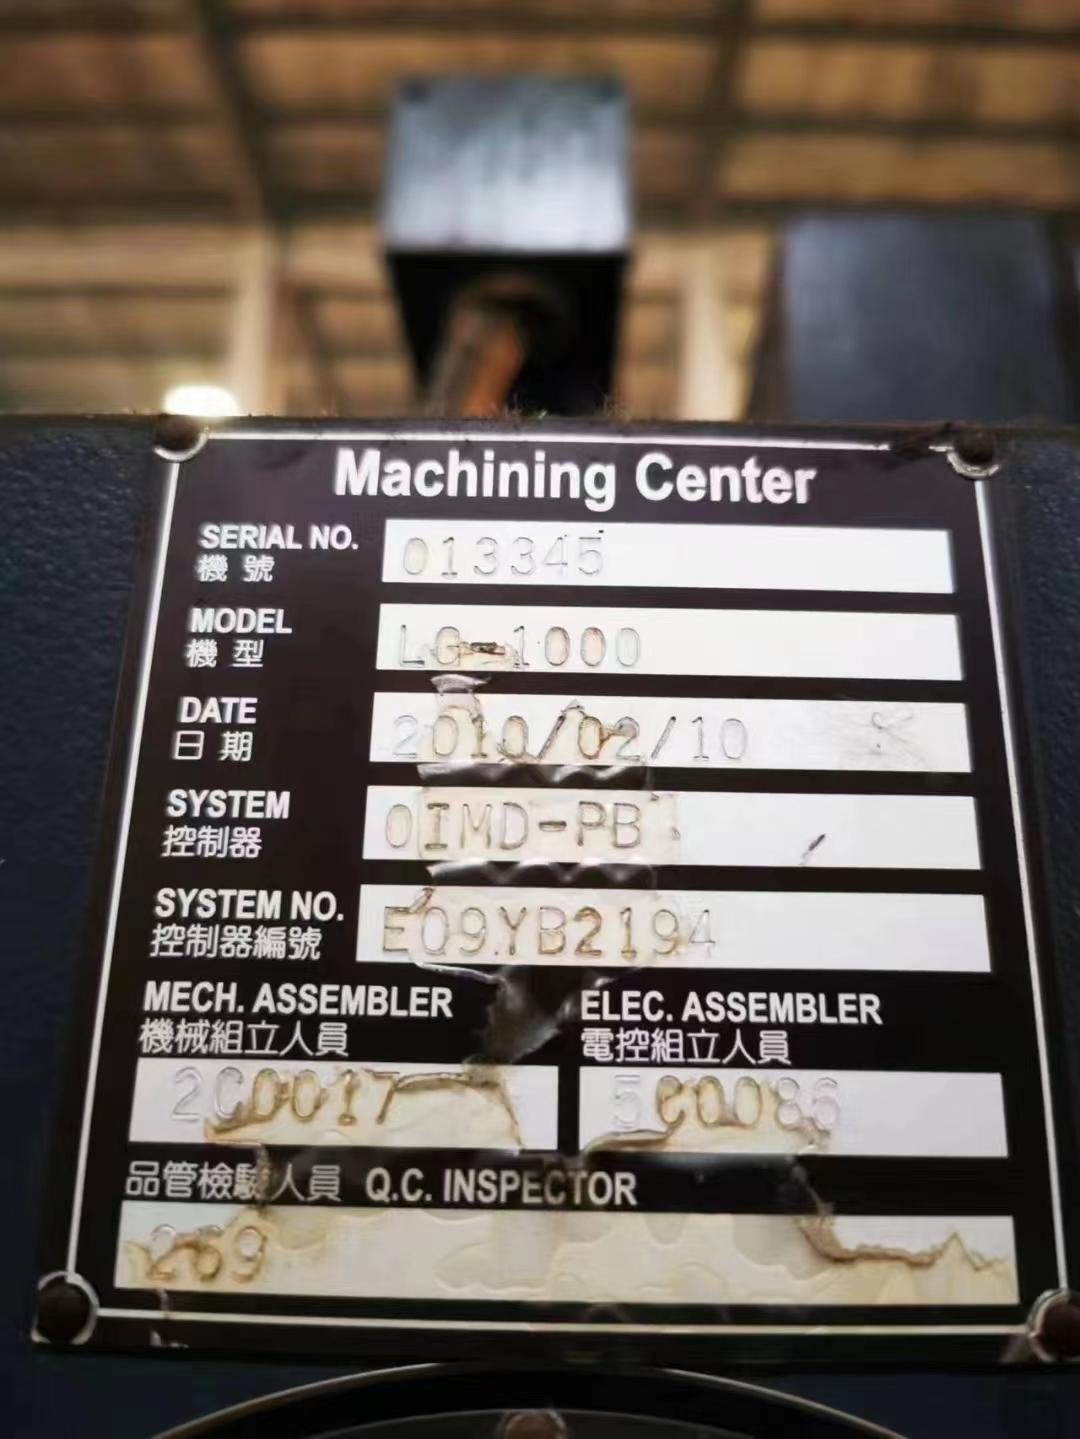 Machining Center
SERIAL NO. 013345
機 號
MODEL LG-1000
機 型
DATE 2010/02/10
日 期
SYSTEM 0IMD-PB
控制器
SYSTEM NO. E09YB2194
控制器編號
MECH. ASSEMBLER ELEC. ASSEMBLER
機械組立人員 電控組立人員
2C0017 5C0086
品管檢驗人員 Q.C. INSPECTOR
269